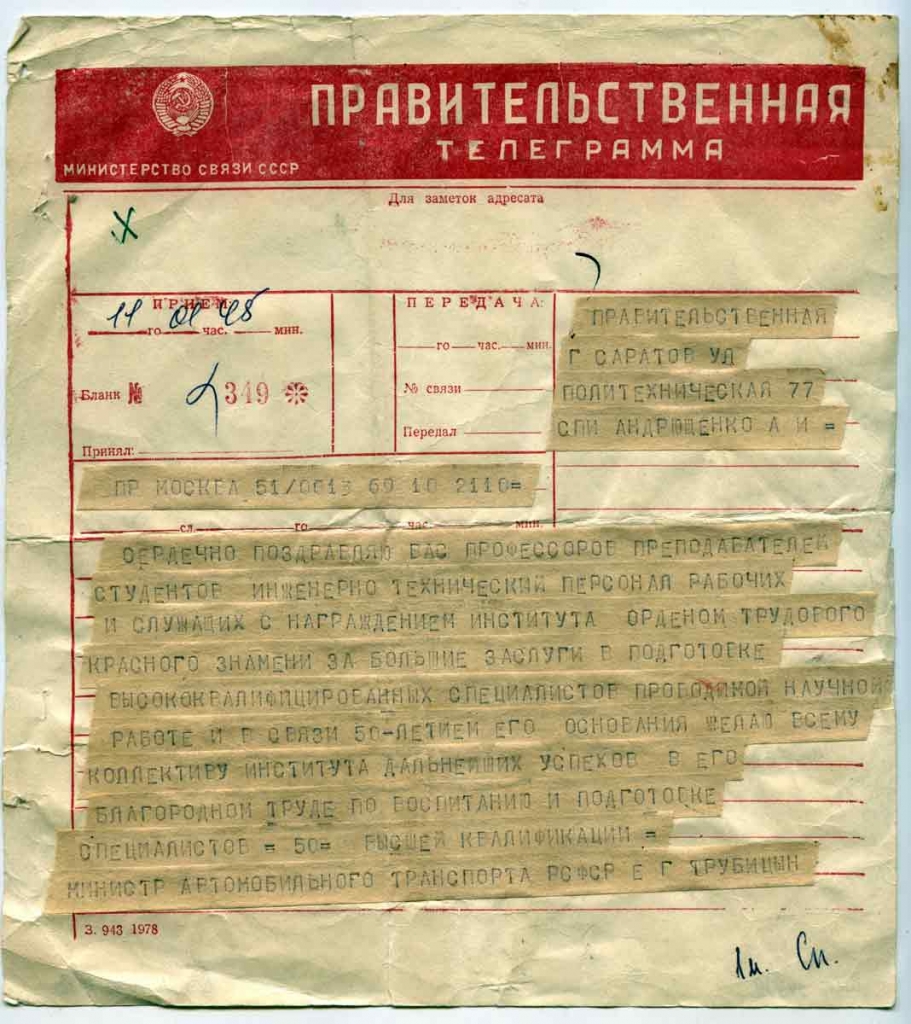 ПРАВИТЕЛЬСТВЕННАЯ
ТЕЛЕГРАММА
МИНИСТЕРСТВО СВЯЗИ СССР
Для заметок адресата
X
ПРИЕМ
11 01 45
го час. мин.
Бланк № 349
Принял:
ПЕРЕДАЧА:
го час. мин.
№ связи
Передал
ПРАВИТЕЛЬСТВЕННАЯ
Г САРАТОВ УЛ
ПОЛИТЕХНИЧЕСКАЯ 77
СПИ АНДРЮЩЕНКО А И =
ПР МОСКВА 51/0613 69 10 2110=
сл. го час. мин.
СЕРДЕЧНО ПОЗДРАВЛЯЮ ВАС ПРОФЕССОРОВ ПРЕПОДАВАТЕЛЕЙ
СТУДЕНТОВ ИНЖЕНЕРНО ТЕХНИЧЕСКИЙ ПЕРСОНАЛ РАБОЧИХ
И СЛУЖАЩИХ С НАГРАЖДЕНИЕМ ИНСТИТУТА ОРДЕНОМ ТРУДОВОГО
КРАСНОГО ЗНАМЕНИ ЗА БОЛЬШИЕ ЗАСЛУГИ В ПОДГОТОВКЕ
ВЫСОКОКВАЛИФИЦИРОВАННЫХ СПЕЦИАЛИСТОВ ПРОВОДИМОЙ НАУЧНОЙ
РАБОТЕ И В СВЯЗИ 50-ЛЕТИЕМ ЕГО ОСНОВАНИЯ ЖЕЛАЮ ВСЕМУ
КОЛЛЕКТИВУ ИНСТИТУТА ДАЛЬНЕЙШИХ УСПЕХОВ В ЕГО
БЛАГОРОДНОМ ТРУДЕ ПО ВОСПИТАНИЮ И ПОДГОТОВКЕ
СПЕЦИАЛИСТОВ = 50= ВЫСШЕЙ КВАЛИФИКАЦИИ =
МИНИСТР АВТОМОБИЛЬНОГО ТРАНСПОРТА РСФСР Е Г ТРУБИЦЫН
З. 943 1978